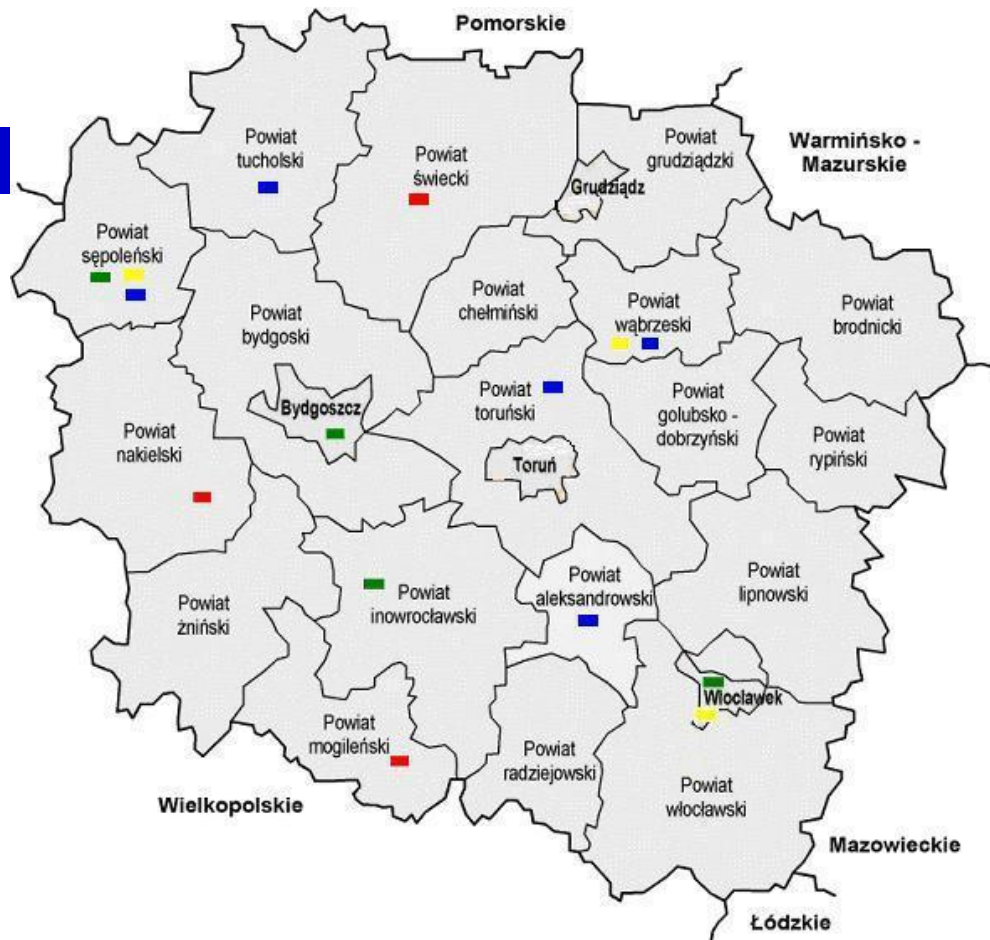 Pomorskie
Warmińsko -
Mazurskie
Powiat
tucholski
Powiat
świecki
Powiat
grudziądzki
Grudziądz
Powiat
sępoleński
Powiat
bydgoski
Powiat
chełmiński
Powiat
wąbrzeski
Powiat
brodnicki
Bydgoszcz
Powiat
toruński
Powiat
golubsko -
dobrzyński
Powiat
rypiński
Powiat
nakielski
Toruń
Powiat
żniński
Powiat
inowrocławski
Powiat
aleksandrowski
Powiat
lipnowski
Włocławek
Powiat
mogileński
Powiat
radziejowski
Powiat
włocławski
Wielkopolskie
Mazowieckie
Łódzkie